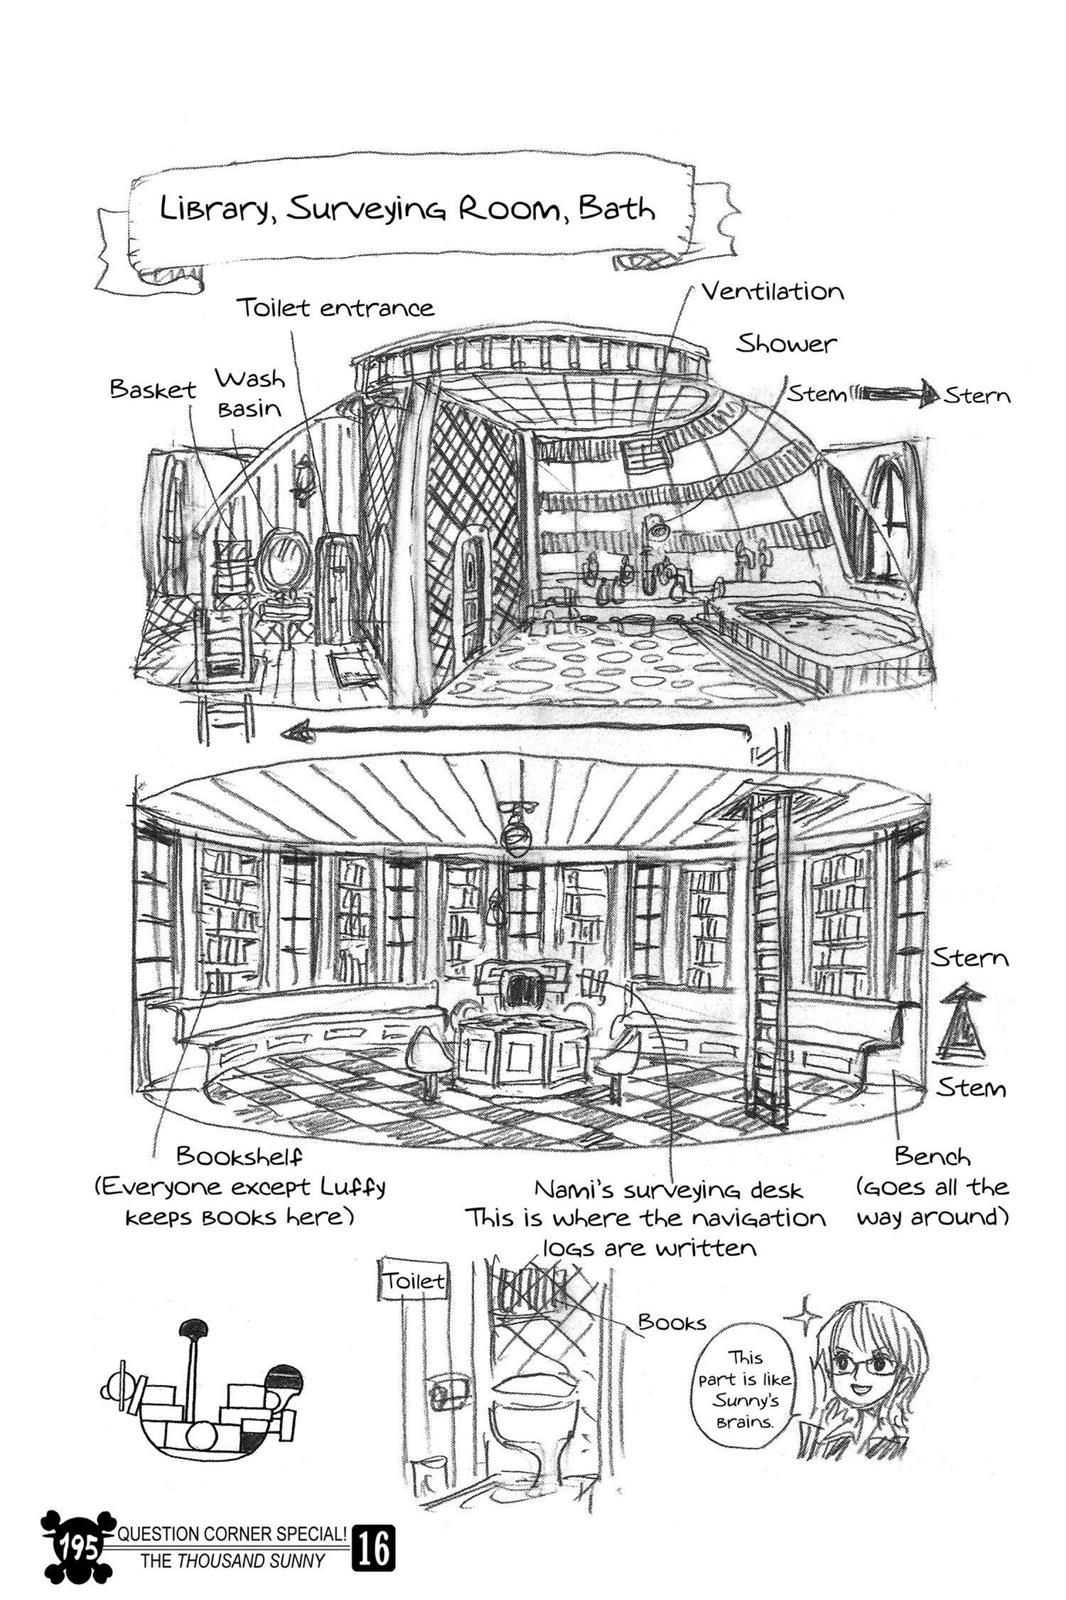 Library, Surveying Room, Bath
Toilet entrance
Ventilation
Shower
Basket
Wash
Basin
Stem
Stern
Stern
Stem
Bookshelf
(Everyone except Luffy
keeps books here)
Nami's surveying desk
This is where the navigation
logs are written
Bench
(Goes all the
way around)
Toilet
Books
This
part is like
Sunny's
brains.
195
QUESTION CORNER SPECIAL!
THE THOUSAND SUNNY
16